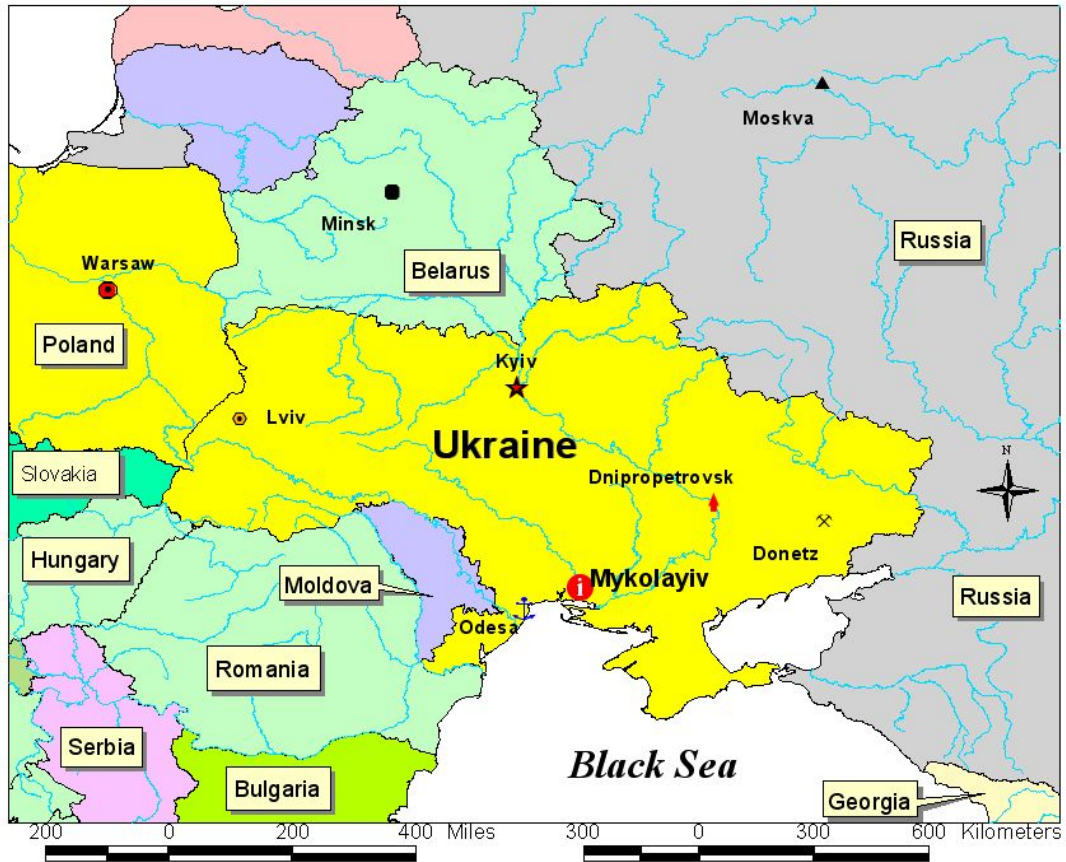 Moskva
Minsk
Russia
Belarus
Warsaw
Poland
Kyiv
Lviv
Ukraine
N
Slovakia
Dnipropetrovsk
Hungary
Donetz
Moldova
i Mykolayiv
Russia
Odesa
Romania
Serbia
Black Sea
Bulgaria
Georgia
200 0 200 400 Miles 300 0 300 600 Kilometers